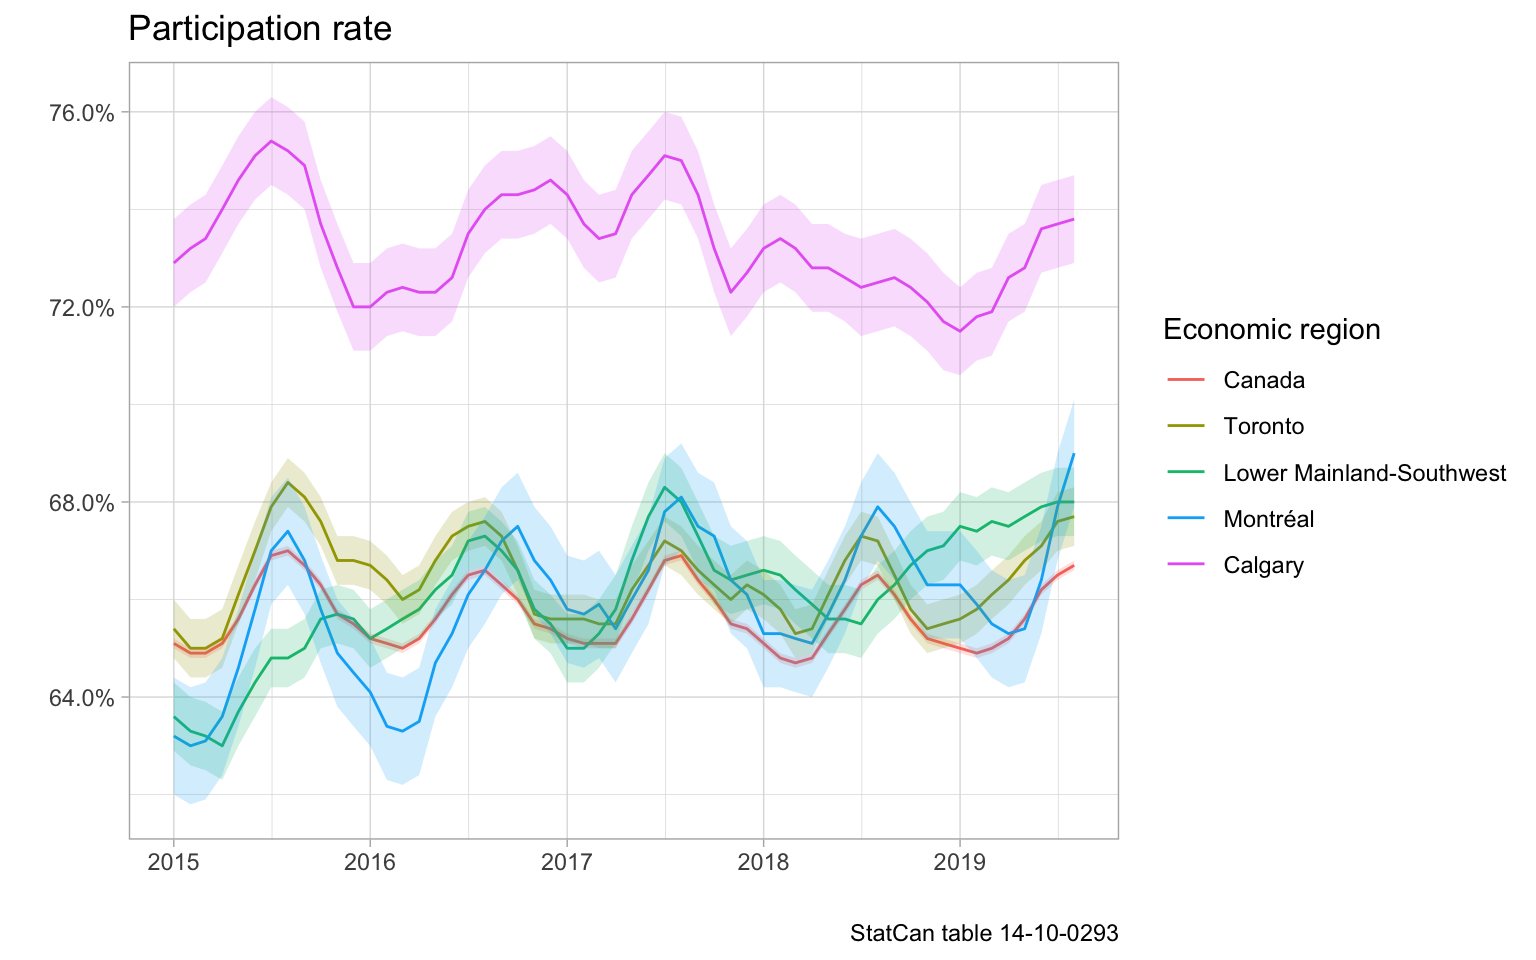 Participation rate
76.0%
72.0%
68.0%
64.0%
2015 2016 2017 2018 2019
Economic region
Canada
Toronto
Lower Mainland-Southwest
Montréal
Calgary
StatCan table 14-10-0293